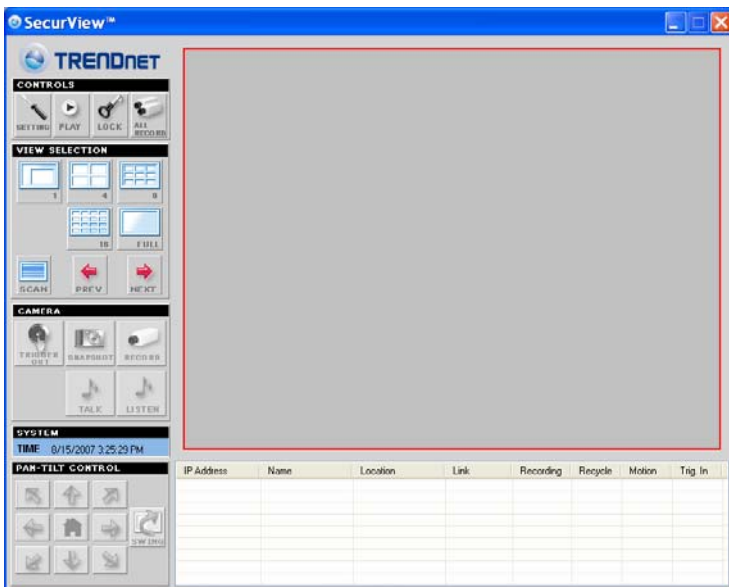 SecurView™
TRENDNET
CONTROLS
SETTING PLAY LOCK ALL RECORD
VIEW SELECTION
1 4 9
16 FULL
SCAN PREV NEXT
CAMERA
TRIGGER OUT SNAPSHOT RECORD
TALK LISTEN
SYSTEM
TIME 8/15/2007 3:25:29 PM
PAN-TILT CONTROL
SWING
IP Address Name Location Link Recording Recycle Motion Trig. In